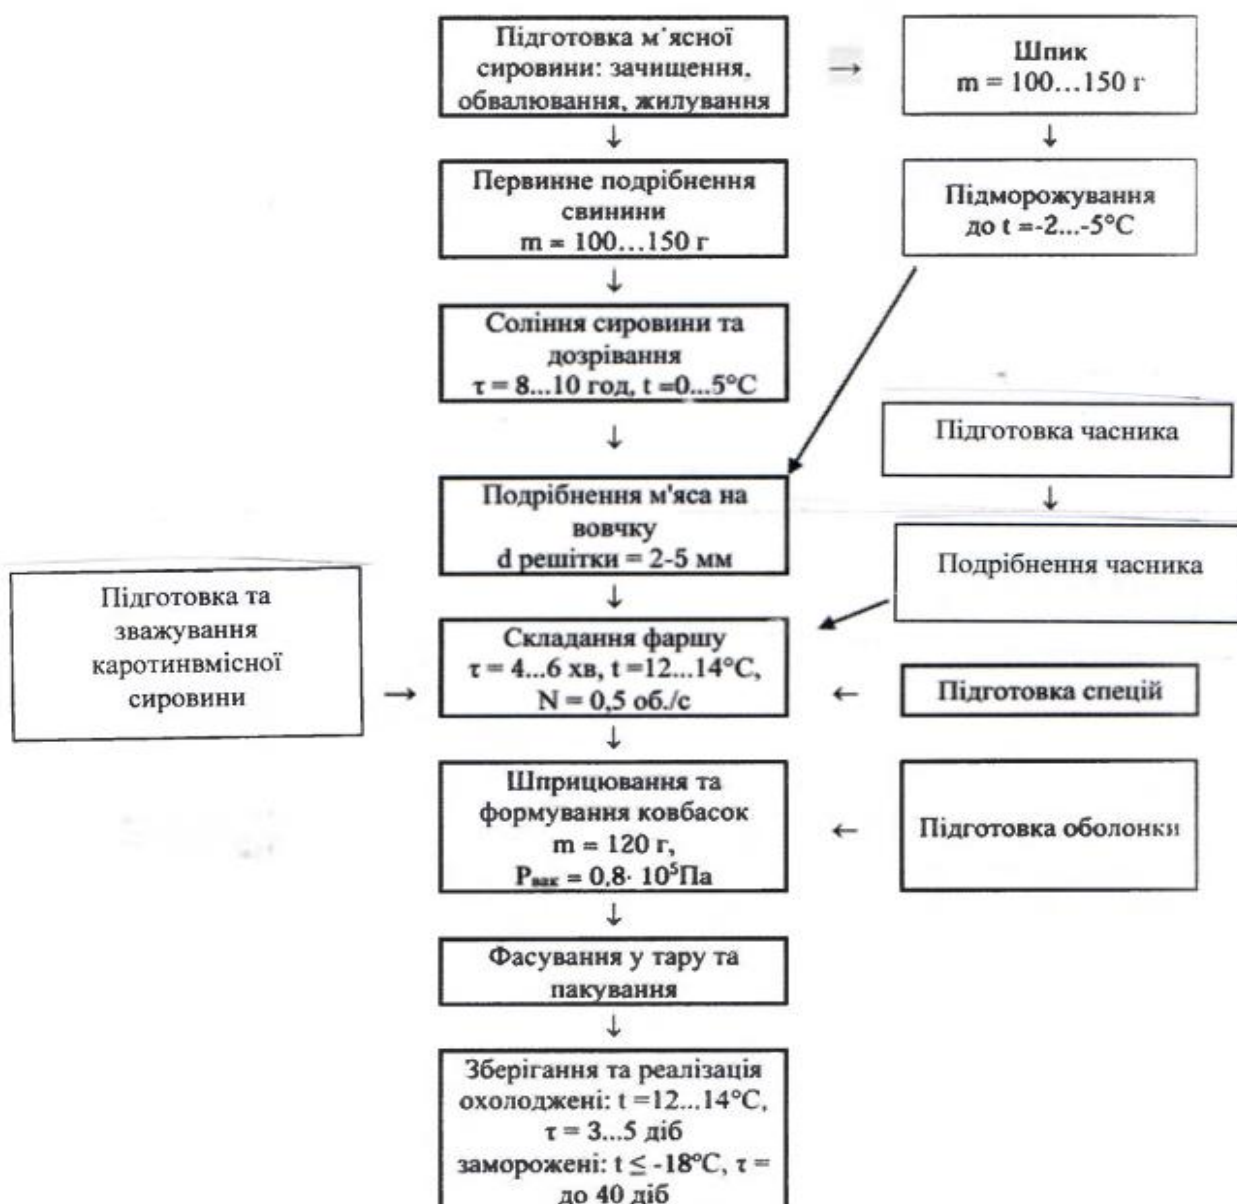 Підготовка м´ясної
сировини: зачищення,
обвалювання, жилування
→
Шпик
m = 100...150 г
↓
↓
Первинне подрібнення
свинини
m = 100...150 г
Підморожування
до t =-2...-5°C
↓
Соління сировини та
дозрівання
τ = 8...10 год, t =0...5°C
↓
Підготовка часника
↓
Подрібнення м'яса на
вовчку
d решітки = 2-5 мм
Подрібнення часника
↓
Підготовка та
зважування
каротинвмісної
сировини
→
Складання фаршу
τ = 4...6 хв, t =12...14°C,
N = 0,5 об./с
←
Підготовка спецій
↓
Шприцювання та
формування ковбасок
m = 120 г,
Pвак = 0,8· 10⁵Па
←
Підготовка оболонки
↓
Фасування у тару та
пакування
↓
Зберігання та реалізація
охолоджені: t =12...14°C,
τ = 3...5 діб
заморожені: t ≤ -18°C, τ =
до 40 діб